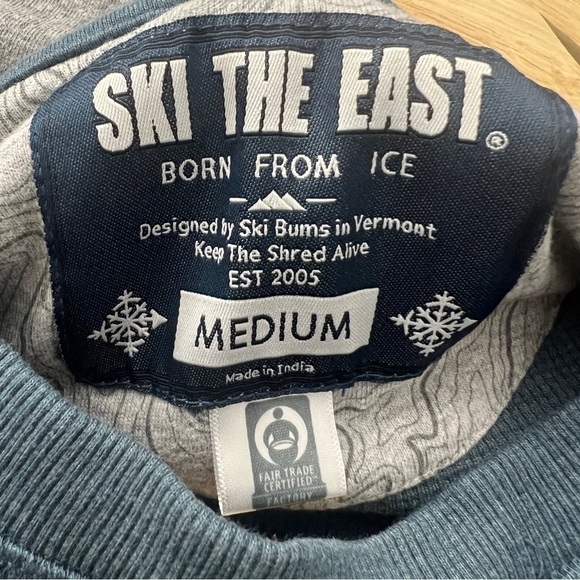 SKI THE EAST®
BORN FROM ICE
Designed by Ski Bums in Vermont
Keep The Shred Alive
EST 2005
MEDIUM
Made in India
FAIR TRADE
CERTIFIED™
FACTORY